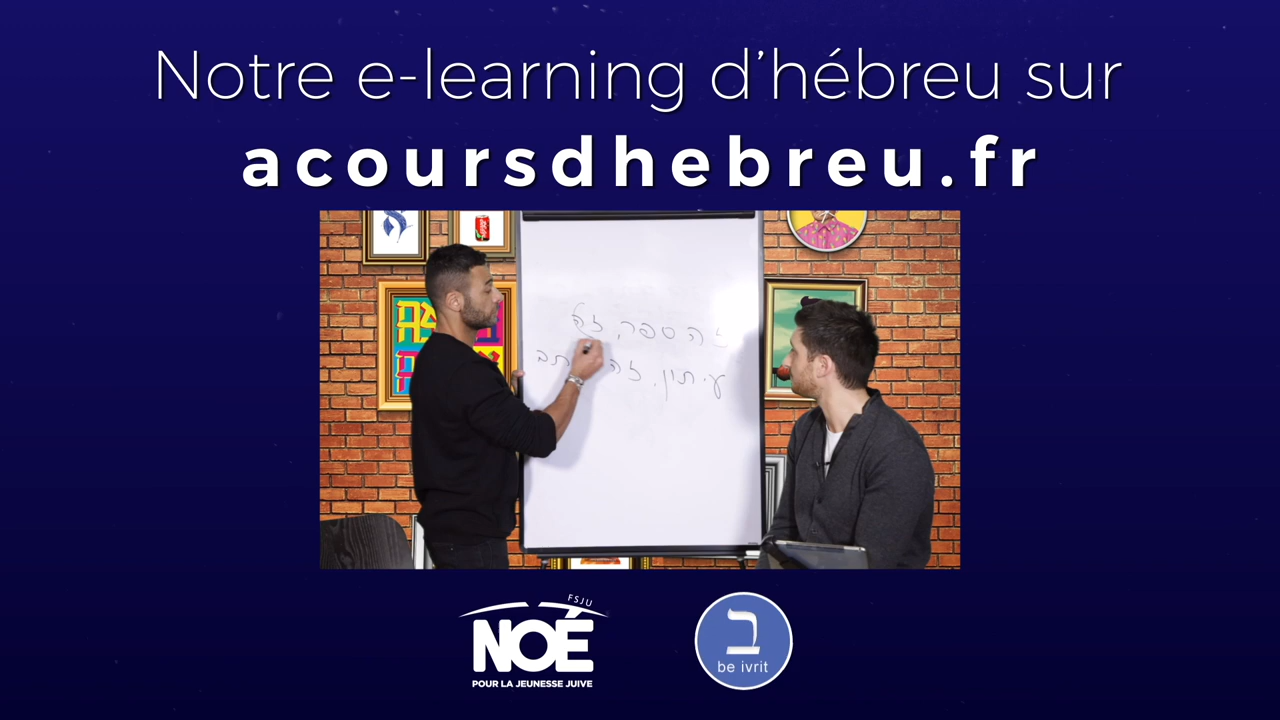 Notre e-learning d'hébreu sur
acoursdhebreu.fr
זה ספר, זה
עיתון. זה
FSJU
NOÉ
POUR LA JEUNESSE JUIVE
ב
be ivrit